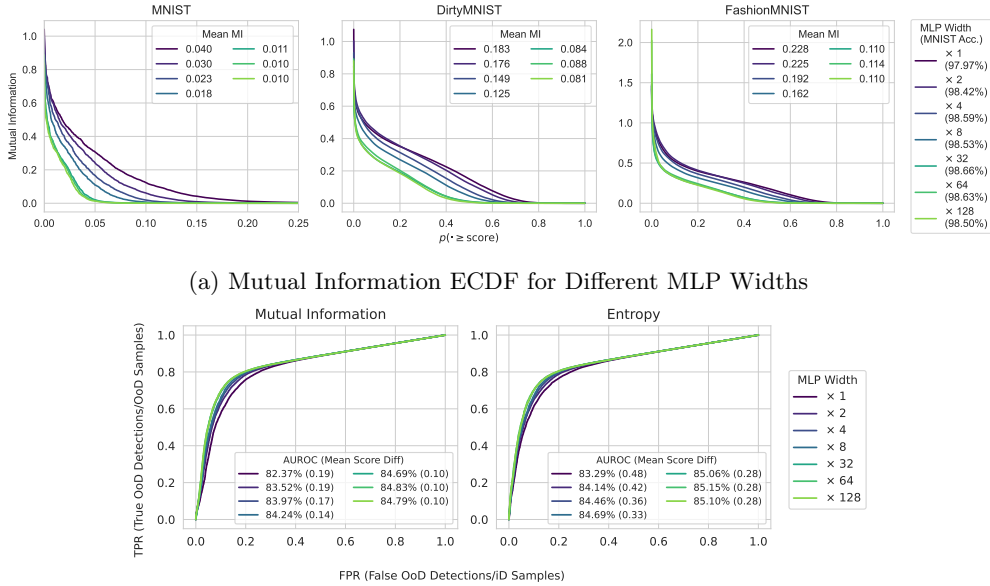 MNIST
DirtyMNIST
FashionMNIST
Mutual Information
1.0
0.8
0.6
0.4
0.2
0.0
0.00 0.05 0.10 0.15 0.20 0.25
Mean MI
0.040 0.011
0.030 0.010
0.023 0.010
0.018
1.0
0.8
0.6
0.4
0.2
0.0
0.0 0.2 0.4 0.6 0.8 1.0
p(· ≥ score)
Mean MI
0.183 0.084
0.176 0.088
0.149 0.081
0.125
2.0
1.5
1.0
0.5
0.0
0.0 0.2 0.4 0.6 0.8 1.0
Mean MI
0.228 0.110
0.225 0.114
0.192 0.110
0.162
MLP Width
(MNIST Acc.)
× 1
(97.97%)
× 2
(98.42%)
× 4
(98.59%)
× 8
(98.53%)
× 32
(98.66%)
× 64
(98.63%)
× 128
(98.50%)
(a) Mutual Information ECDF for Different MLP Widths
Mutual Information
Entropy
TPR (True OoD Detections/OoD Samples)
1.0
0.8
0.6
0.4
0.2
0.0
0.0 0.2 0.4 0.6 0.8 1.0
AUROC (Mean Score Diff)
82.37% (0.19) 84.69% (0.10)
83.52% (0.19) 84.83% (0.10)
83.97% (0.17) 84.79% (0.10)
84.24% (0.14)
1.0
0.8
0.6
0.4
0.2
0.0
0.0 0.2 0.4 0.6 0.8 1.0
AUROC (Mean Score Diff)
83.29% (0.48) 85.06% (0.28)
84.14% (0.42) 85.15% (0.28)
84.46% (0.36) 85.10% (0.28)
84.69% (0.33)
MLP Width
× 1
× 2
× 4
× 8
× 32
× 64
× 128
FPR (False OoD Detections/iD Samples)